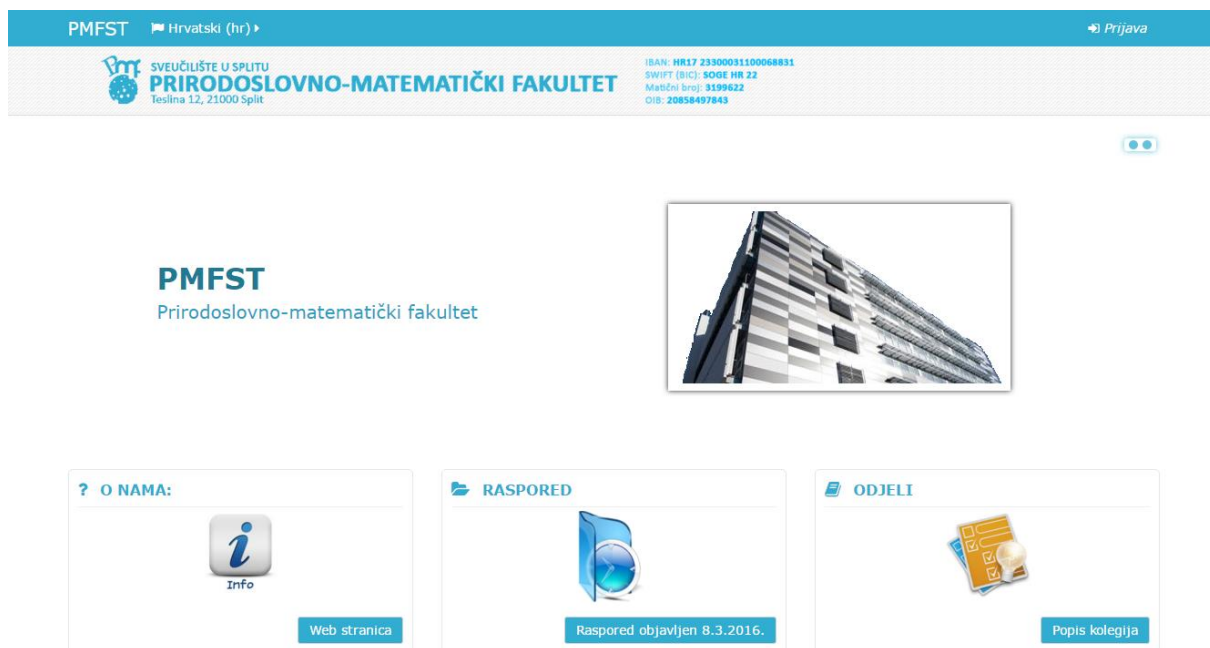 PMFST Hrvatski (hr) Prijava
Pmf
SVEUČILIŠTE U SPLITU
PRIRODOSLOVNO-MATEMATIČKI FAKULTET
Teslina 12, 21000 Split
IBAN: HR17 23300031100068831
SWIFT (BIC): SOGE HR 22
Matični broj: 3199622
OIB: 20858497843
PMFST
Prirodoslovno-matematički fakultet
? O NAMA:
i
Info
Web stranica
RASPORED
Raspored objavljen 8.3.2016.
ODJELI
Popis kolegija